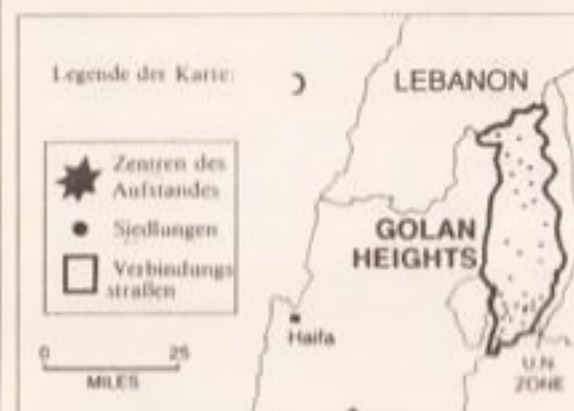 Legende der Karte:
LEBANON
Zentren des
Aufstandes
Siedlungen
Verbindungs
straßen
GOLAN
HEIGHTS
Haifa
0 25
MILES
U.N
ZONE